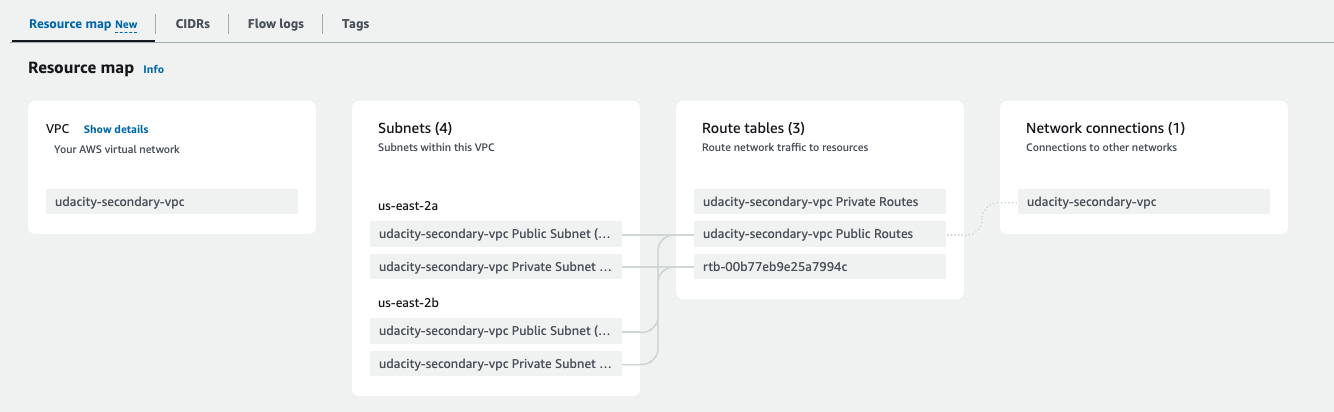 Resource map New
CIDRs
Flow logs
Tags
Resource map Info
VPC Show details
Your AWS virtual network
udacity-secondary-vpc
Subnets (4)
Subnets within this VPC
us-east-2a
udacity-secondary-vpc Public Subnet (...
udacity-secondary-vpc Private Subnet ...
us-east-2b
udacity-secondary-vpc Public Subnet (...
udacity-secondary-vpc Private Subnet ...
Route tables (3)
Route network traffic to resources
udacity-secondary-vpc Private Routes
udacity-secondary-vpc Public Routes
rtb-00b77eb9e25a7994c
Network connections (1)
Connections to other networks
udacity-secondary-vpc